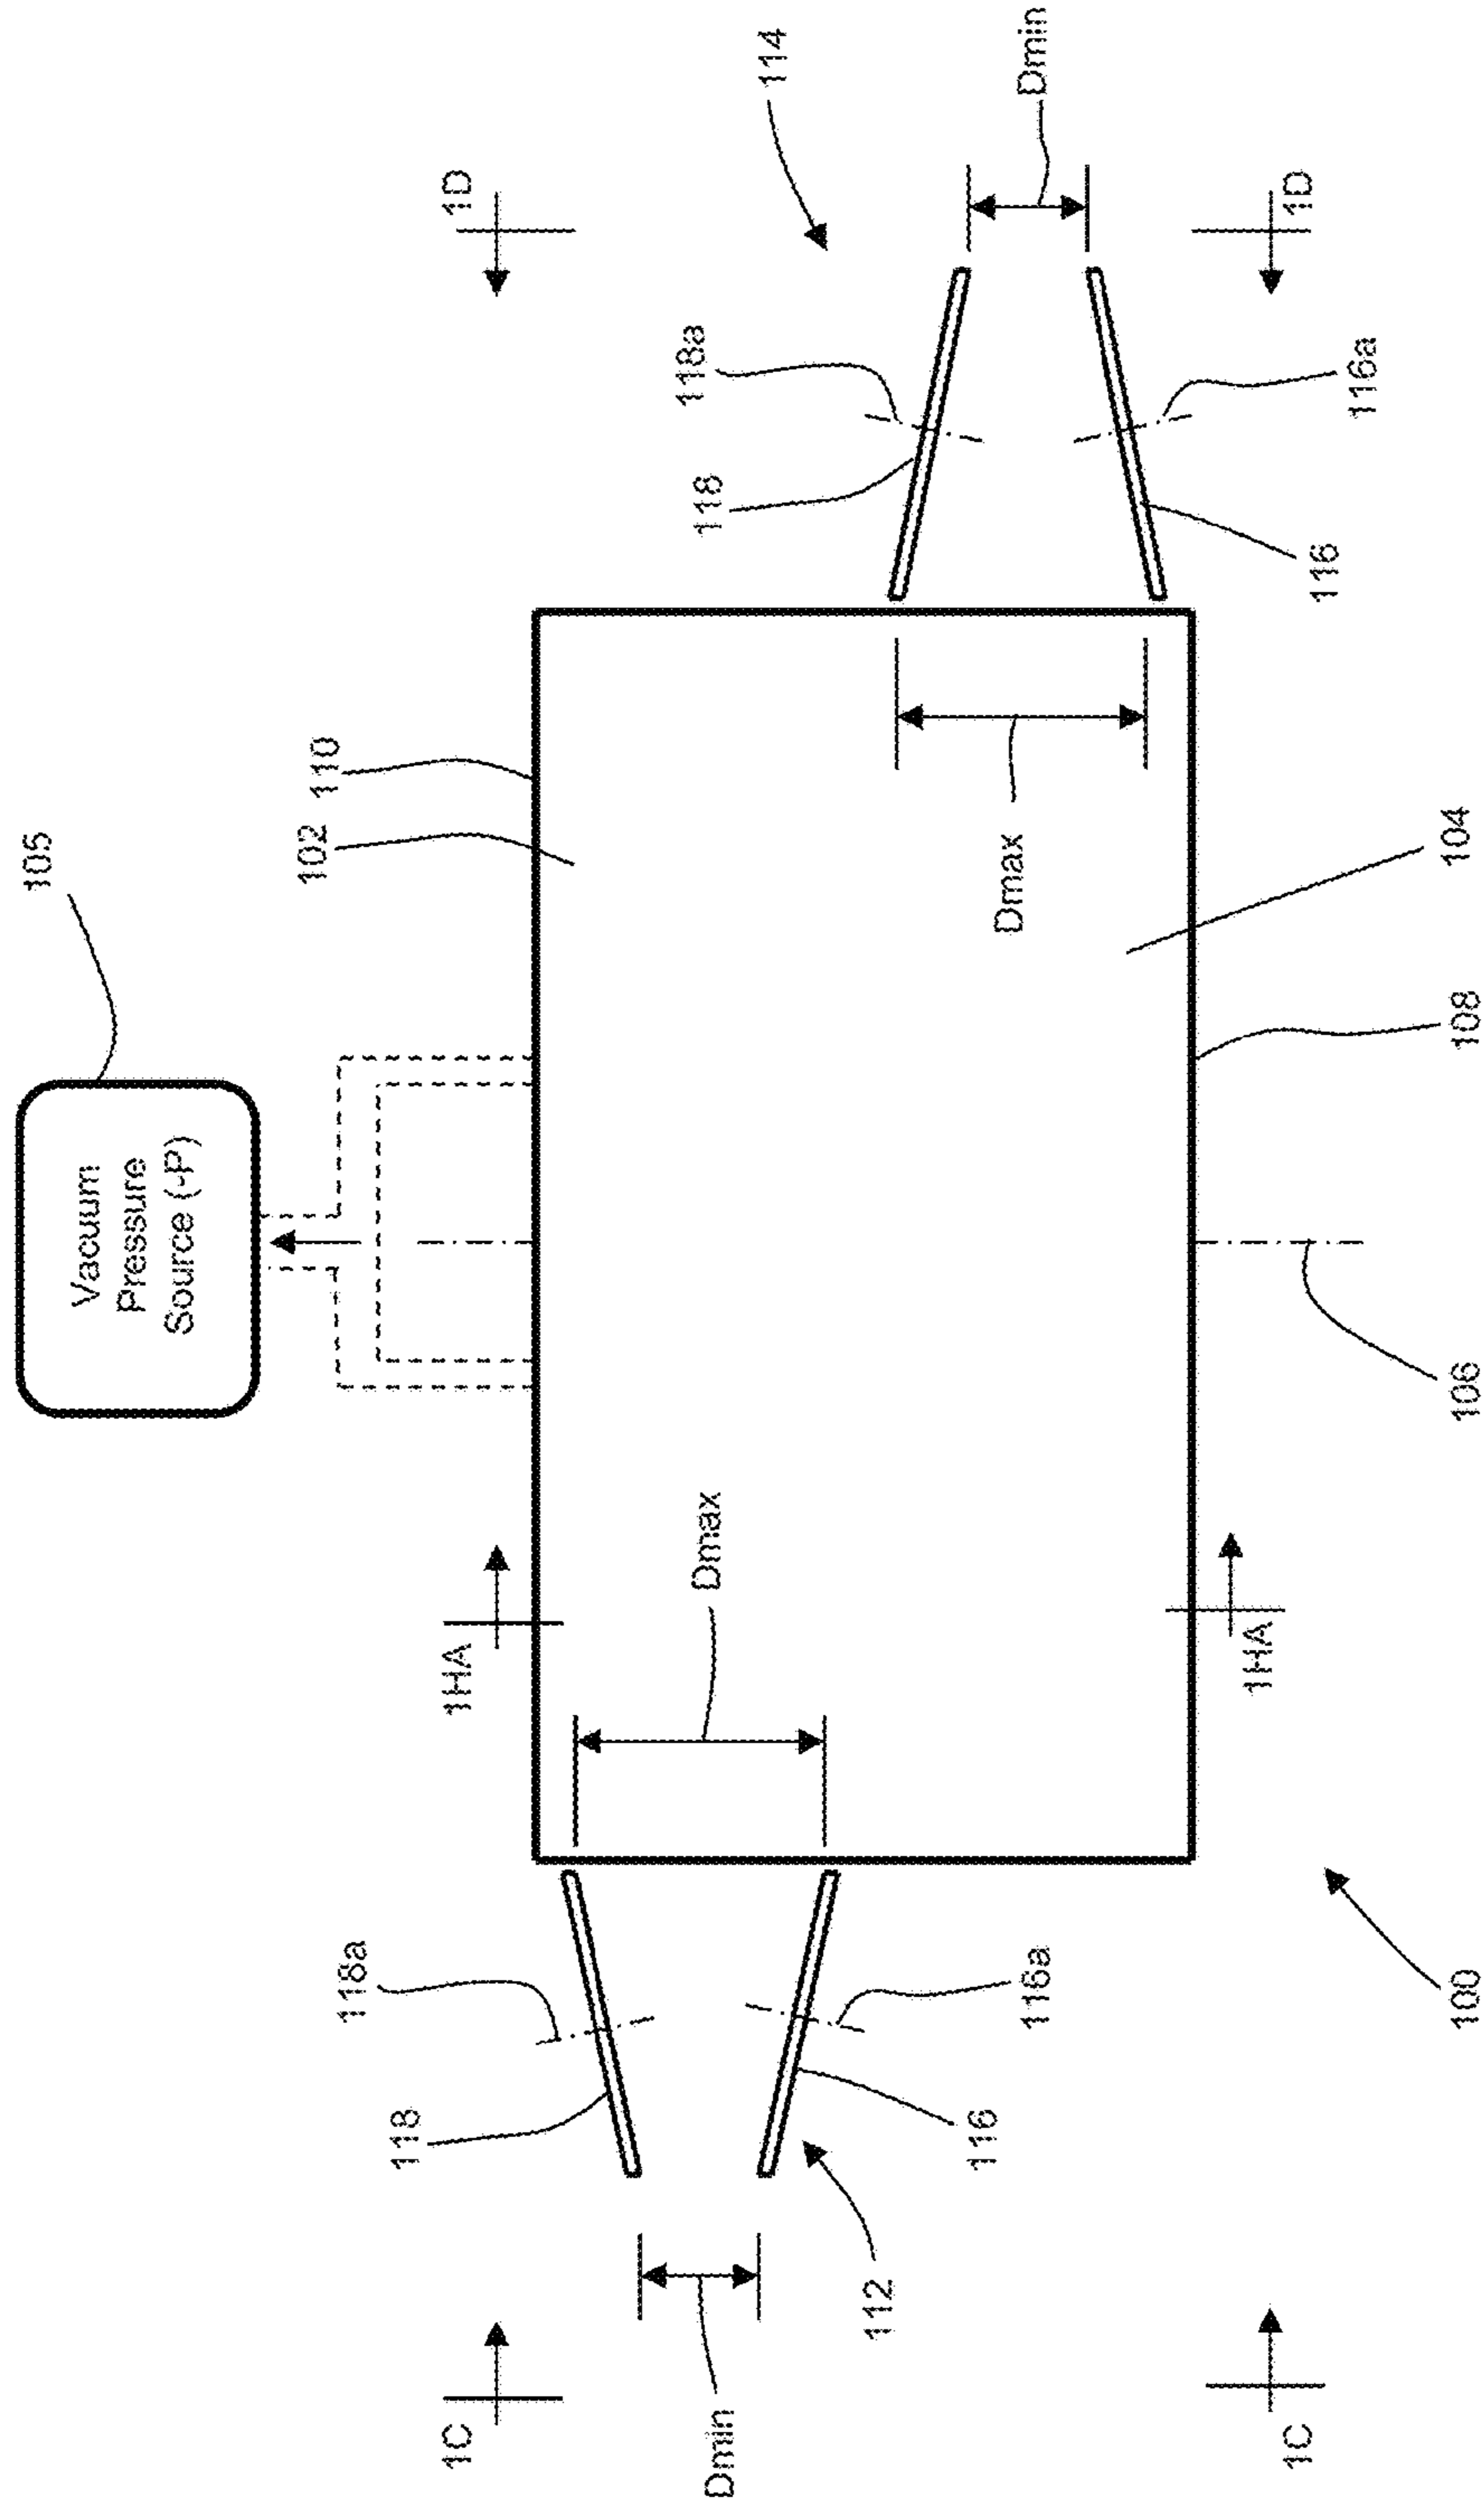 105
Vacuum
Pressure
Source (-P)
110
102
114
Dmin
1D
118a
118
1D
116a
116
Dmax
104
108
106
1HA
Dmax
1HA
118a
118
116a
116
112
100
1C
Dmin
1C